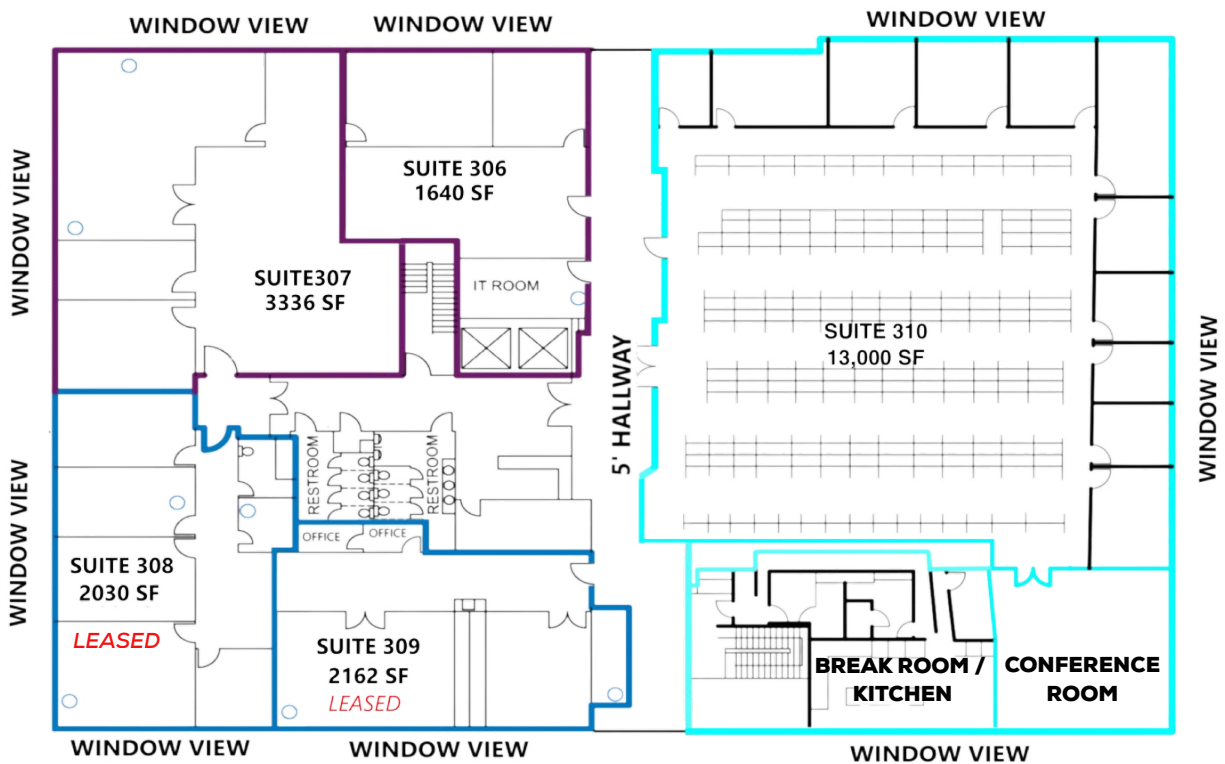 WINDOW VIEW
WINDOW VIEW
WINDOW VIEW
WINDOW VIEW
SUITE 306
1640 SF
SUITE307
3336 SF
IT ROOM
SUITE 310
13,000 SF
5' HALLWAY
WINDOW VIEW
RESTROOM
RESTROOM
WINDOW VIEW
OFFICE
OFFICE
SUITE 308
2030 SF
LEASED
SUITE 309
2162 SF
LEASED
BREAK ROOM /
KITCHEN
CONFERENCE
ROOM
WINDOW VIEW
WINDOW VIEW
WINDOW VIEW